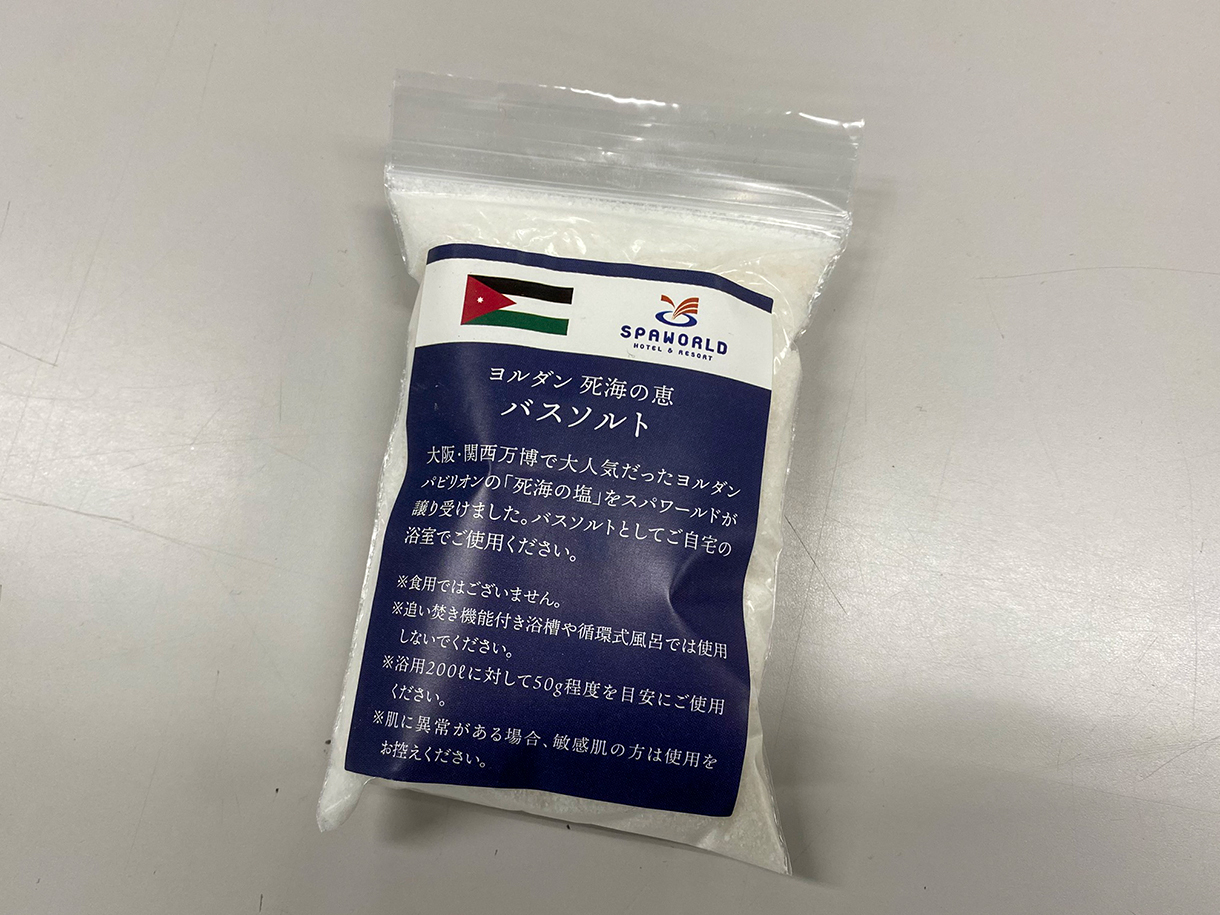 SPAWORLD
HOTEL & RESORT
ヨルダン 死海の恵
バスソルト
大阪・関西万博で大人気だったヨルダン
パビリオンの「死海の塩」をスパワールドが
譲り受けました。バスソルトとしてご自宅の
浴室でご使用ください。
※食用ではございません。
※追い焚き機能付き浴槽や循環式風呂では使用
しないでください。
※浴用200ℓに対して50g程度を目安にご使用
ください。
※肌に異常がある場合、敏感肌の方は使用を
お控えください。